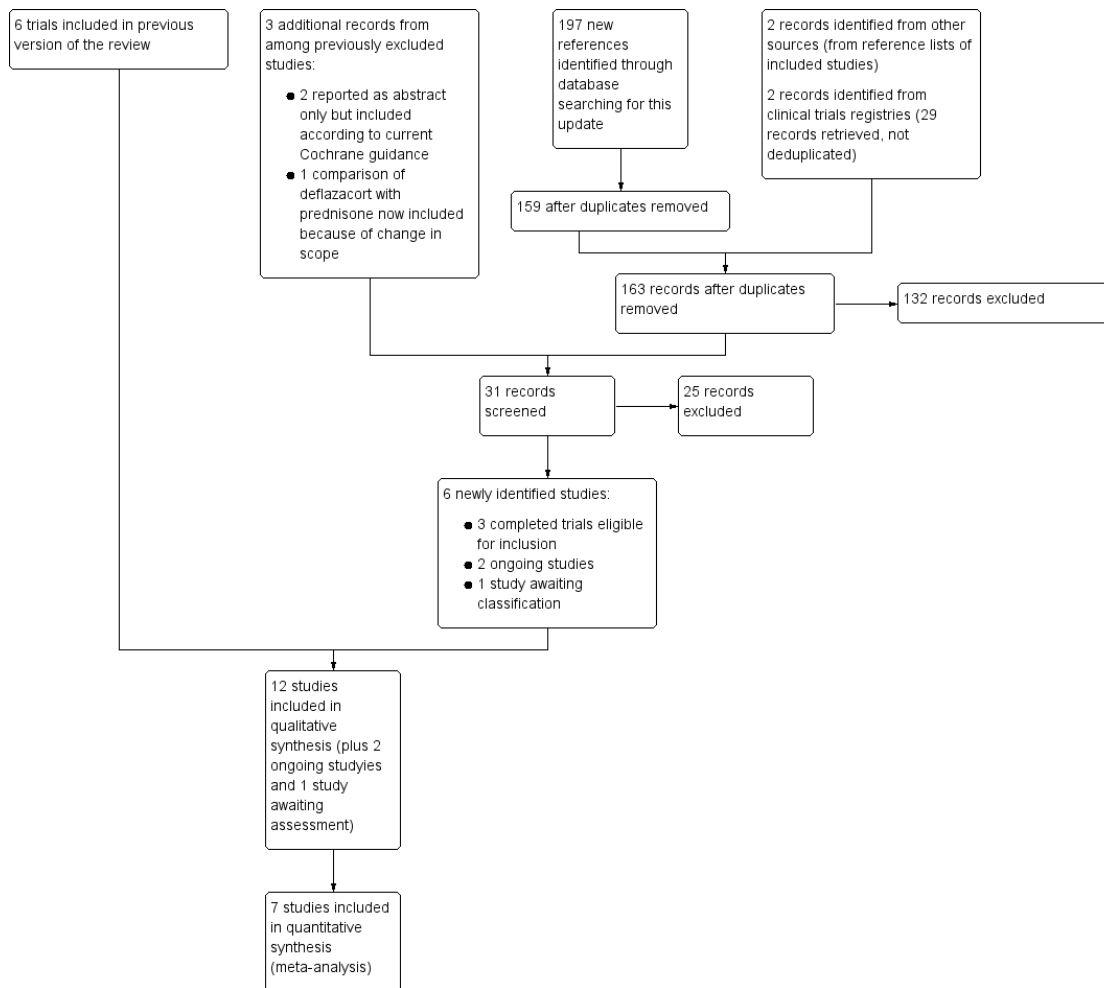 6 trials included in previous
version of the review
3 additional records from
among previously excluded
studies:
● 2 reported as abstract
only but included
according to current
Cochrane guidance
● 1 comparison of
deflazacort with
prednisone now included
because of change in
scope
197 new
references
identified through
database
searching for this
update
2 records identified from other
sources (from reference lists of
included studies)
2 records identified from
clinical trials registries (29
records retrieved, not
deduplicated)
159 after duplicates removed
163 records after duplicates
removed
132 records excluded
31 records
screened
25 records
excluded
6 newly identified studies:
● 3 completed trials eligible
for inclusion
● 2 ongoing studies
● 1 study awaiting
classification
12 studies
included in
qualitative
synthesis (plus 2
ongoing studyies
and 1 study
awaiting
assessment)
7 studies included
in quantitative
synthesis
(meta-analysis)